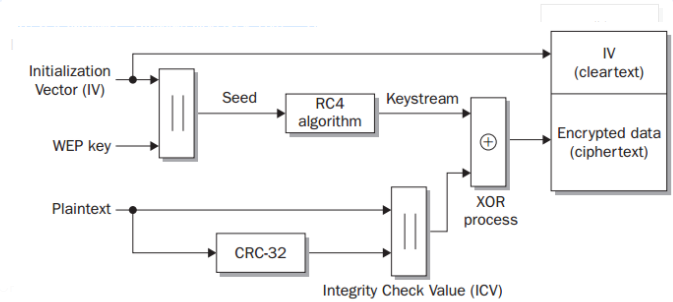 Initialization
Vector (IV)
WEP key
Seed
RC4
algorithm
Keystream
IV
(cleartext)
Encrypted data
(ciphertext)
XOR
process
Plaintext
CRC-32
Integrity Check Value (ICV)